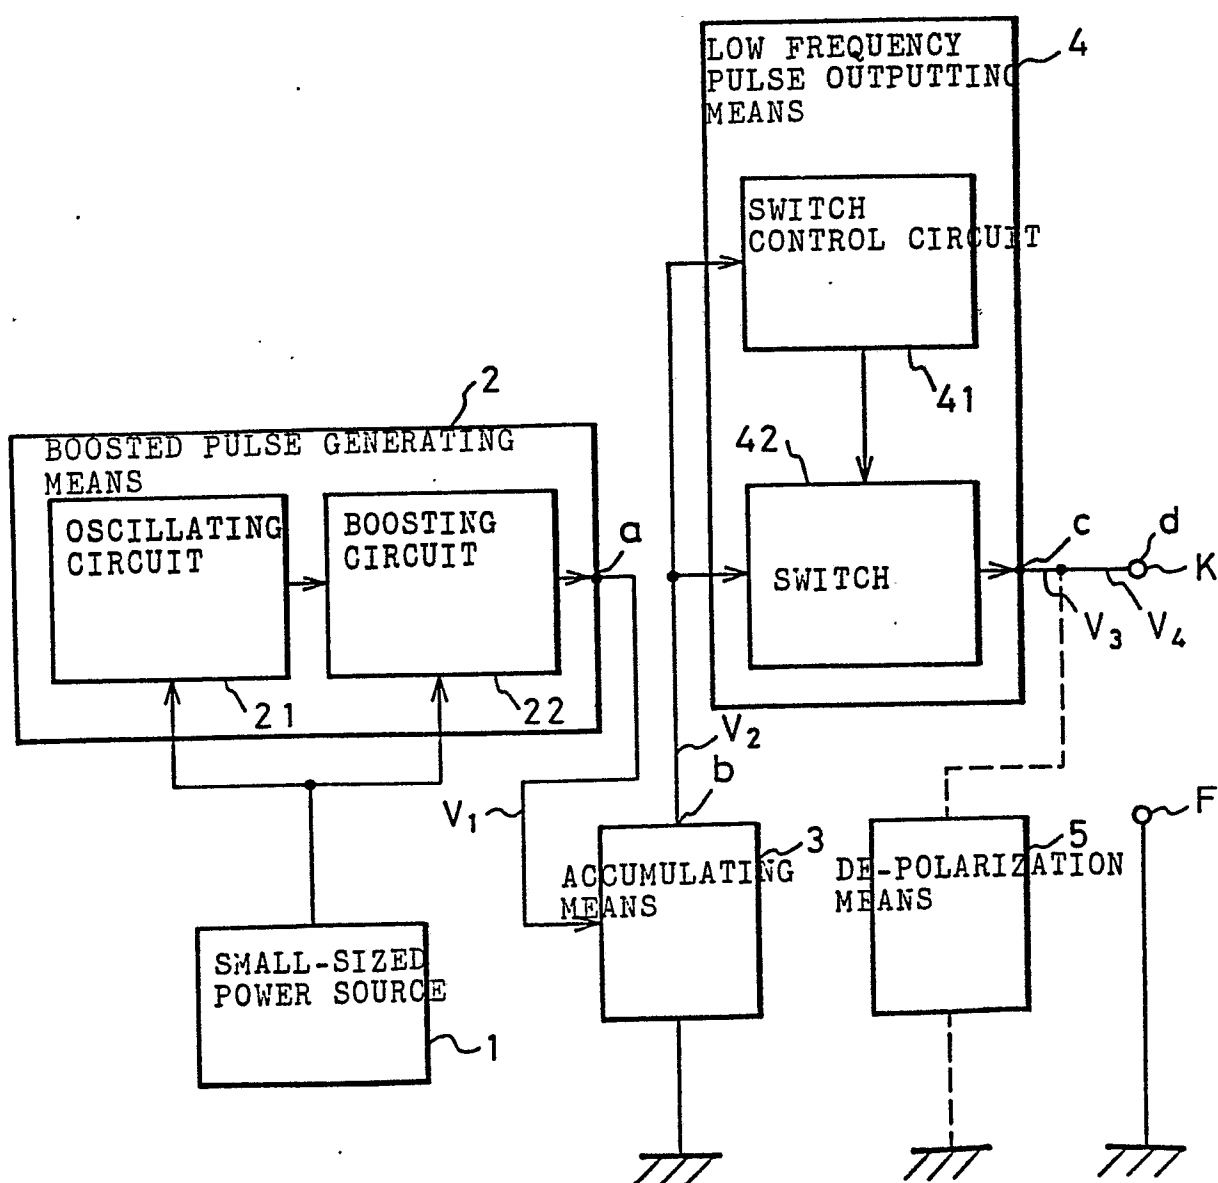 LOW FREQUENCY
PULSE OUTPUTTING
MEANS
4
SWITCH
CONTROL CIRCUIT
41
2
BOOSTED PULSE GENERATING
MEANS
42
OSCILLATING
CIRCUIT
BOOSTING
CIRCUIT
a
SWITCH
c
d
K
V3
V4
21
22
V2
b
V1
F
3
ACCUMULATING
MEANS
5
DE-POLARIZATION
MEANS
SMALL-SIZED
POWER SOURCE
1